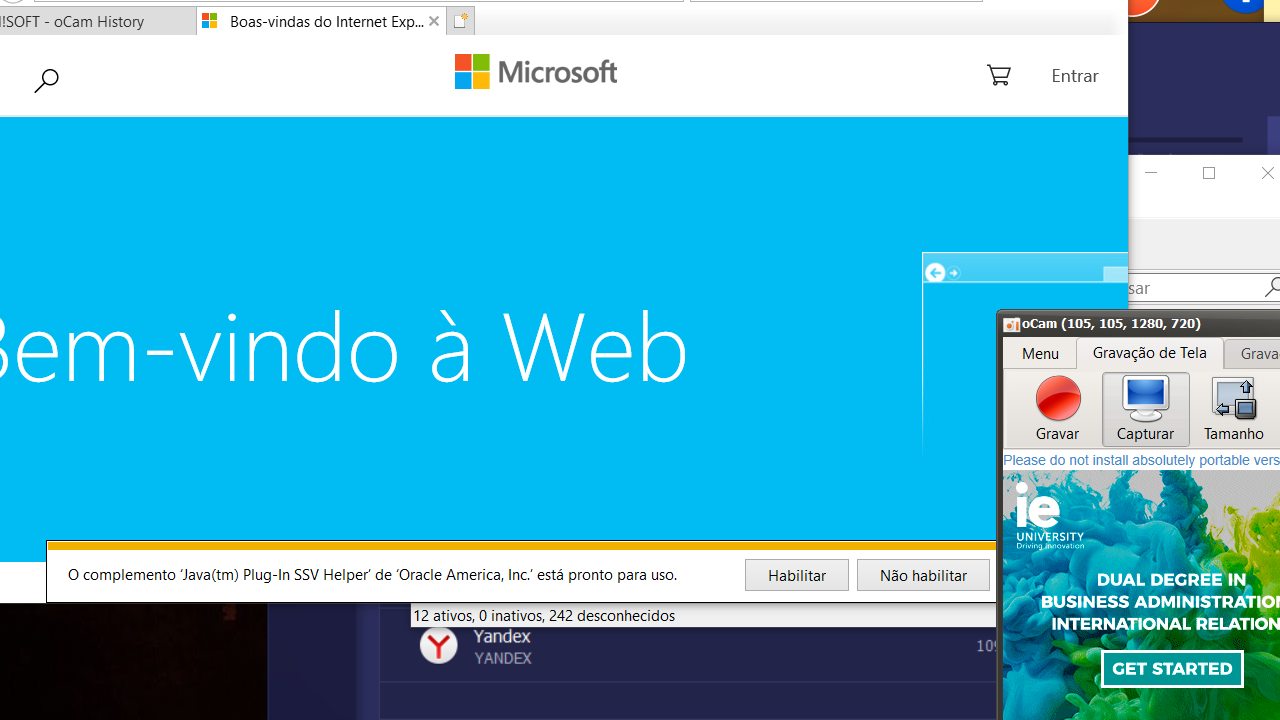 !SOFT - oCam History
Boas-vindas do Internet Exp...
Microsoft
Entrar
Bem-vindo à Web
sar
oCam (105, 105, 1280, 720)
Menu
Gravação de Tela
Grava
Gravar
Capturar
Tamanho
Please do not install absolutely portable vers
ie
UNIVERSITY
Driving Innovation
DUAL DEGREE IN
BUSINESS ADMINISTRATION
INTERNATIONAL RELATION
GET STARTED
O complemento ‘Java(tm) Plug-In SSV Helper’ de ‘Oracle America, Inc.’ está pronto para uso.
Habilitar
Não habilitar
12 ativos, 0 inativos, 242 desconhecidos
Yandex
YANDEX
109